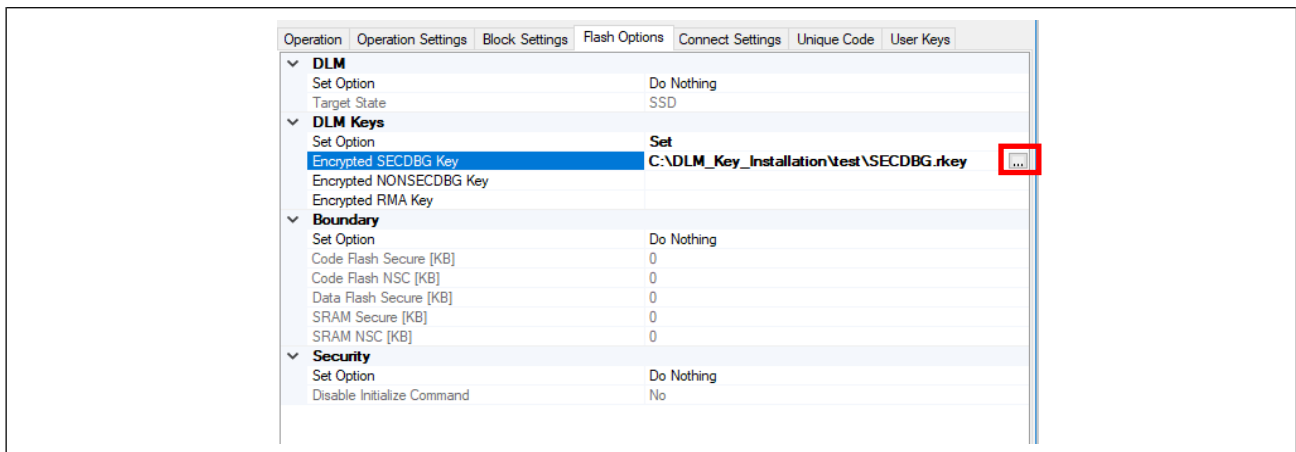 Operation Operation Settings Block Settings Flash Options Connect Settings Unique Code User Keys
DLM
Set Option Do Nothing
Target State SSD
DLM Keys
Set Option Set
Encrypted SECDBG Key C:\DLM_Key_Installation\test\SECDBG.rkey ...
Encrypted NONSECDBG Key
Encrypted RMA Key
Boundary
Set Option Do Nothing
Code Flash Secure [KB] 0
Code Flash NSC [KB] 0
Data Flash Secure [KB] 0
SRAM Secure [KB] 0
SRAM NSC [KB] 0
Security
Set Option Do Nothing
Disable Initialize Command No